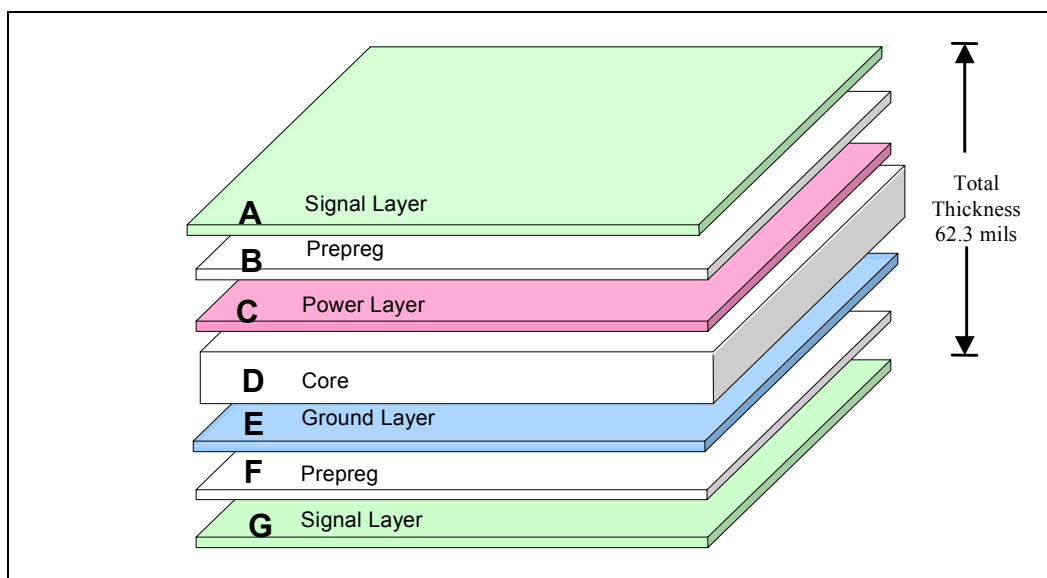 A Signal Layer
B Prepreg
C Power Layer
D Core
E Ground Layer
F Prepreg
G Signal Layer
Total
Thickness
62.3 mils